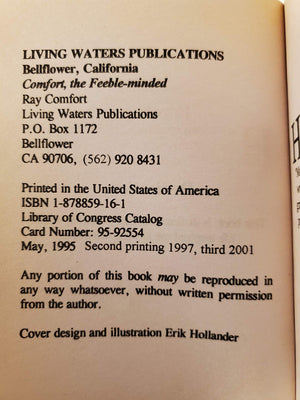 LIVING WATERS PUBLICATIONS
Bellflower, California
Comfort, the Feeble-minded
Ray Comfort
Living Waters Publications
P.O. Box 1172
Bellflower
CA 90706, (562) 920 8431
Printed in the United States of America
ISBN 1-878859-16-1
Library of Congress Catalog
Card Number: 95-92554
May, 1995 Second printing 1997, third 2001
Any portion of this book may be reproduced in
any way whatsoever, without written permission
from the author.
Cover design and illustration Erik Hollander